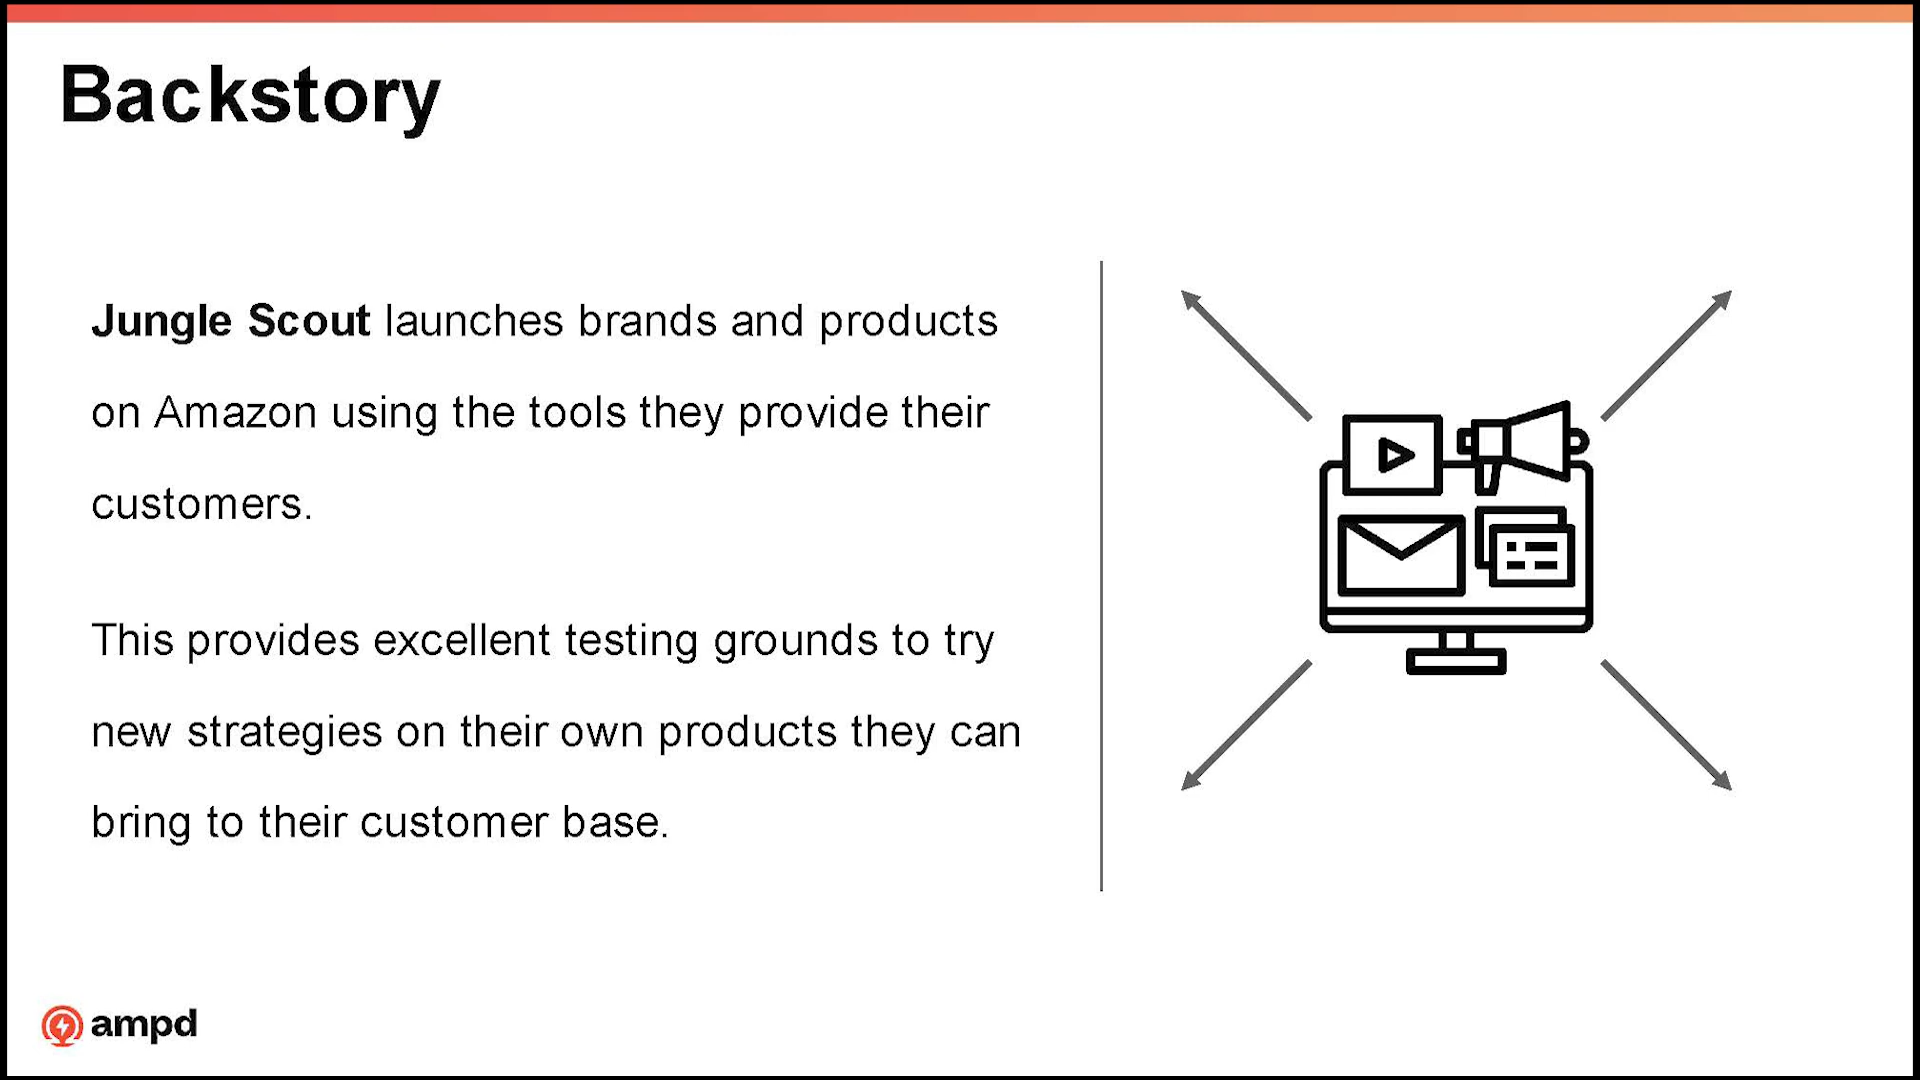 Backstory
Jungle Scout launches brands and products
on Amazon using the tools they provide their
customers.
This provides excellent testing grounds to try
new strategies on their own products they can
bring to their customer base.
ampd